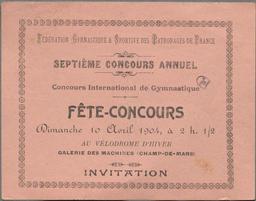 Fédération Gymnastique & Sportive des Patronages de France
SEPTIÈME CONCOURS ANNUEL
Concours International de Gymnastique
FÊTE-CONCOURS
Dimanche 10 Avril 1904, à 2 h. 1/2
AU VÉLODROME D'HIVER
GALERIE DES MACHINES (CHAMP-DE-MARS)
INVITATION